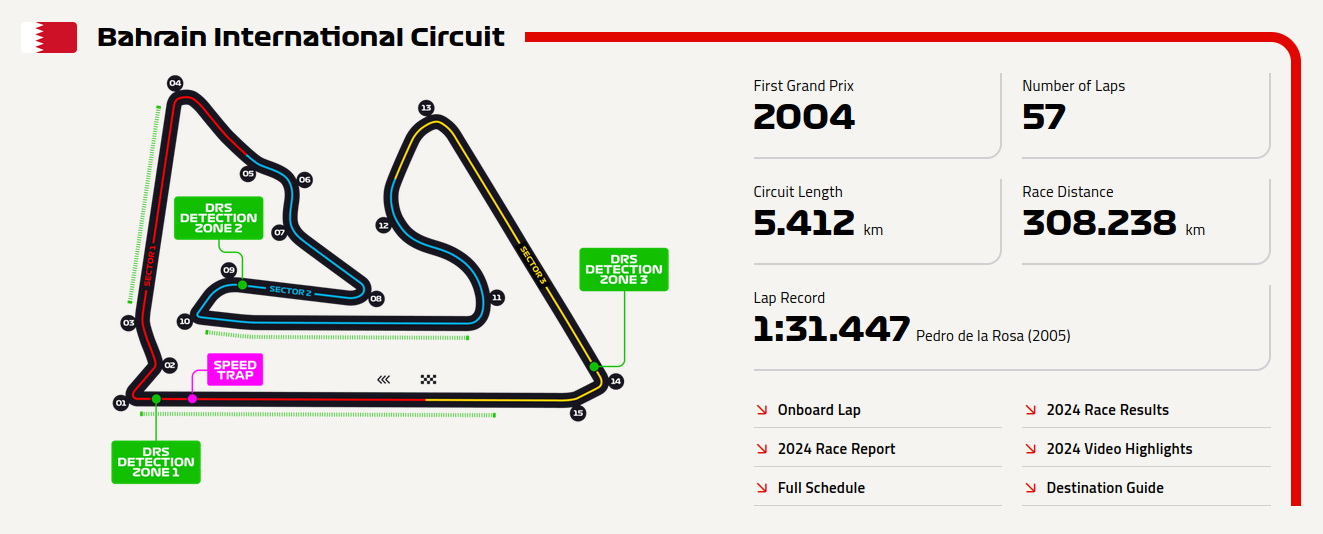 Bahrain International Circuit
04
13
05
06
DRS
DETECTION
ZONE 2
07
12
SECTOR 1
SECTOR 3
DRS
DETECTION
ZONE 3
09
SECTOR 2
08
11
10
03
02
SPEED
TRAP
14
01
15
DRS
DETECTION
ZONE 1
First Grand Prix
2004
Number of Laps
57
Circuit Length
5.412 km
Race Distance
308.238 km
Lap Record
1:31.447 Pedro de la Rosa (2005)
Onboard Lap
2024 Race Results
2024 Race Report
2024 Video Highlights
Full Schedule
Destination Guide